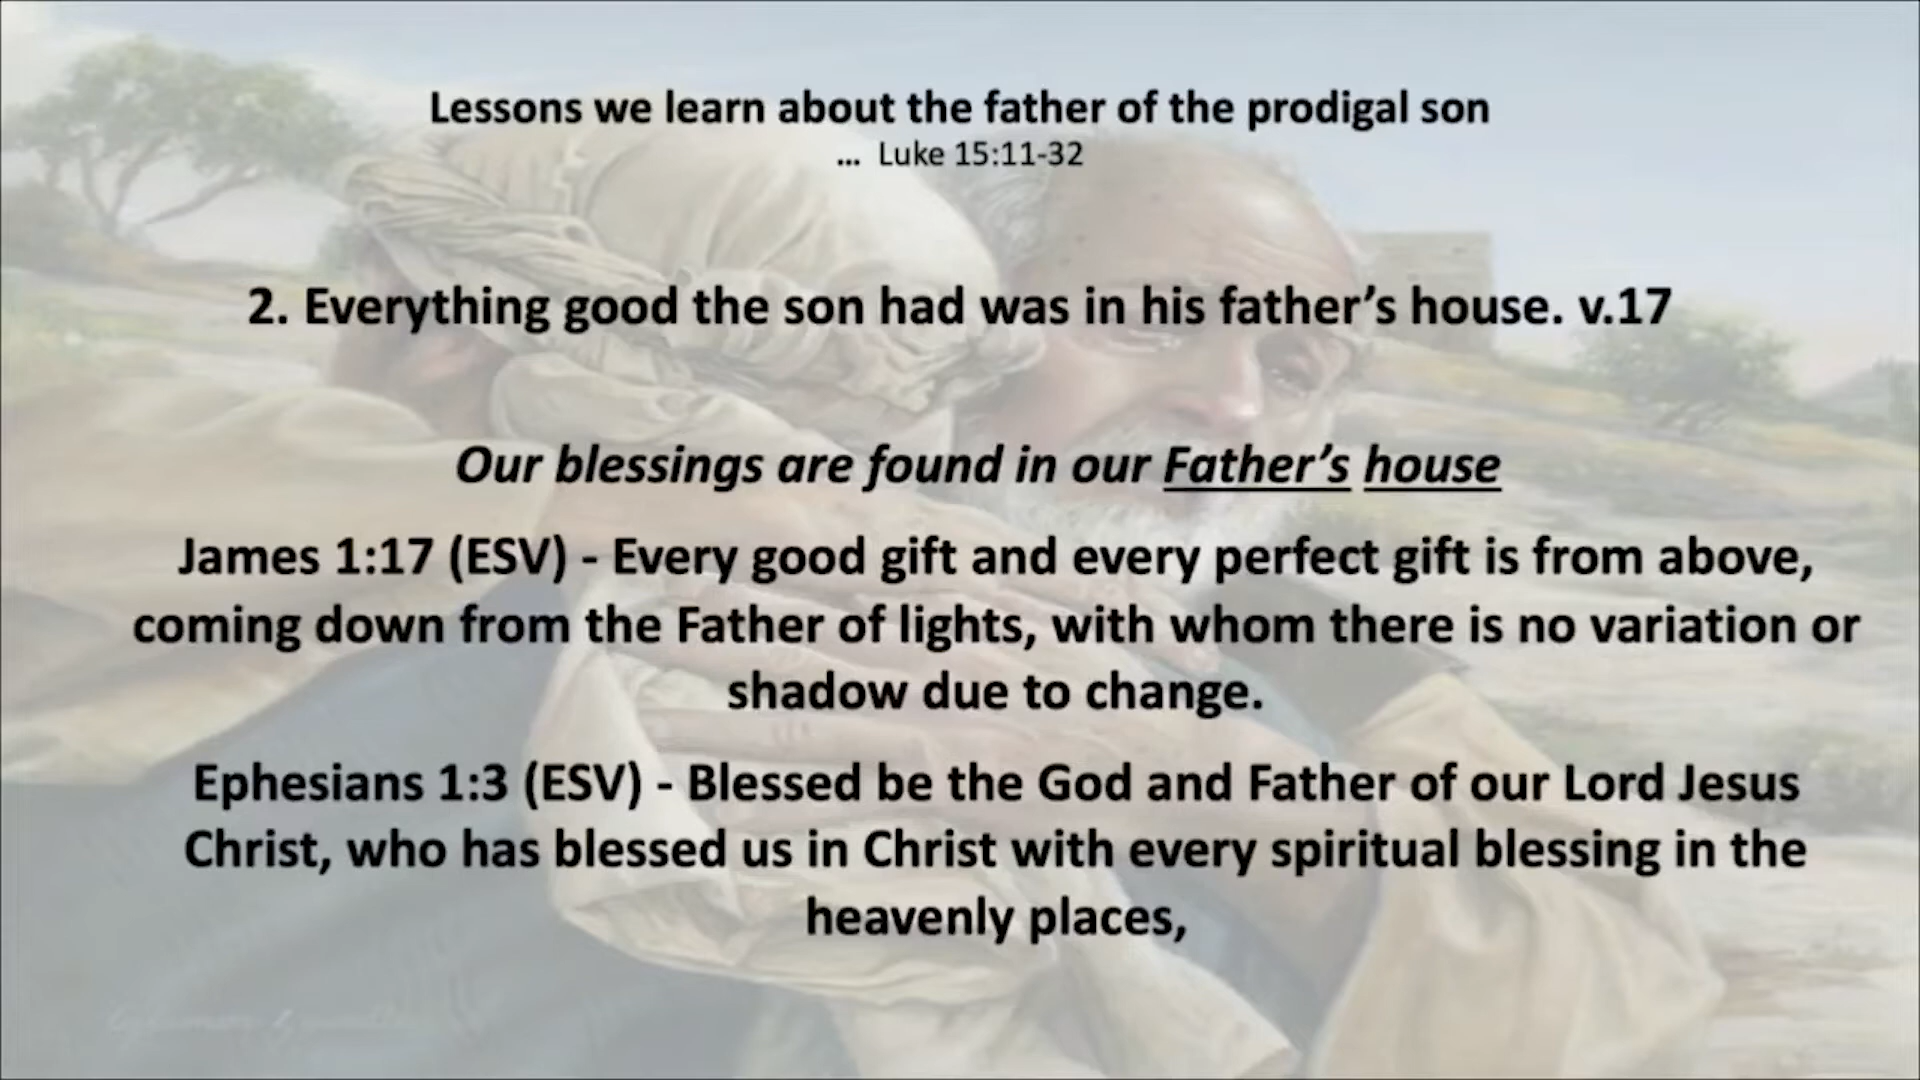 Lessons we learn about the father of the prodigal son
... Luke 15:11-32
2. Everything good the son had was in his father's house. v.17
Our blessings are found in our Father's house
James 1:17 (ESV) - Every good gift and every perfect gift is from above,
coming down from the Father of lights, with whom there is no variation or
shadow due to change.
Ephesians 1:3 (ESV) - Blessed be the God and Father of our Lord Jesus
Christ, who has blessed us in Christ with every spiritual blessing in the
heavenly places,